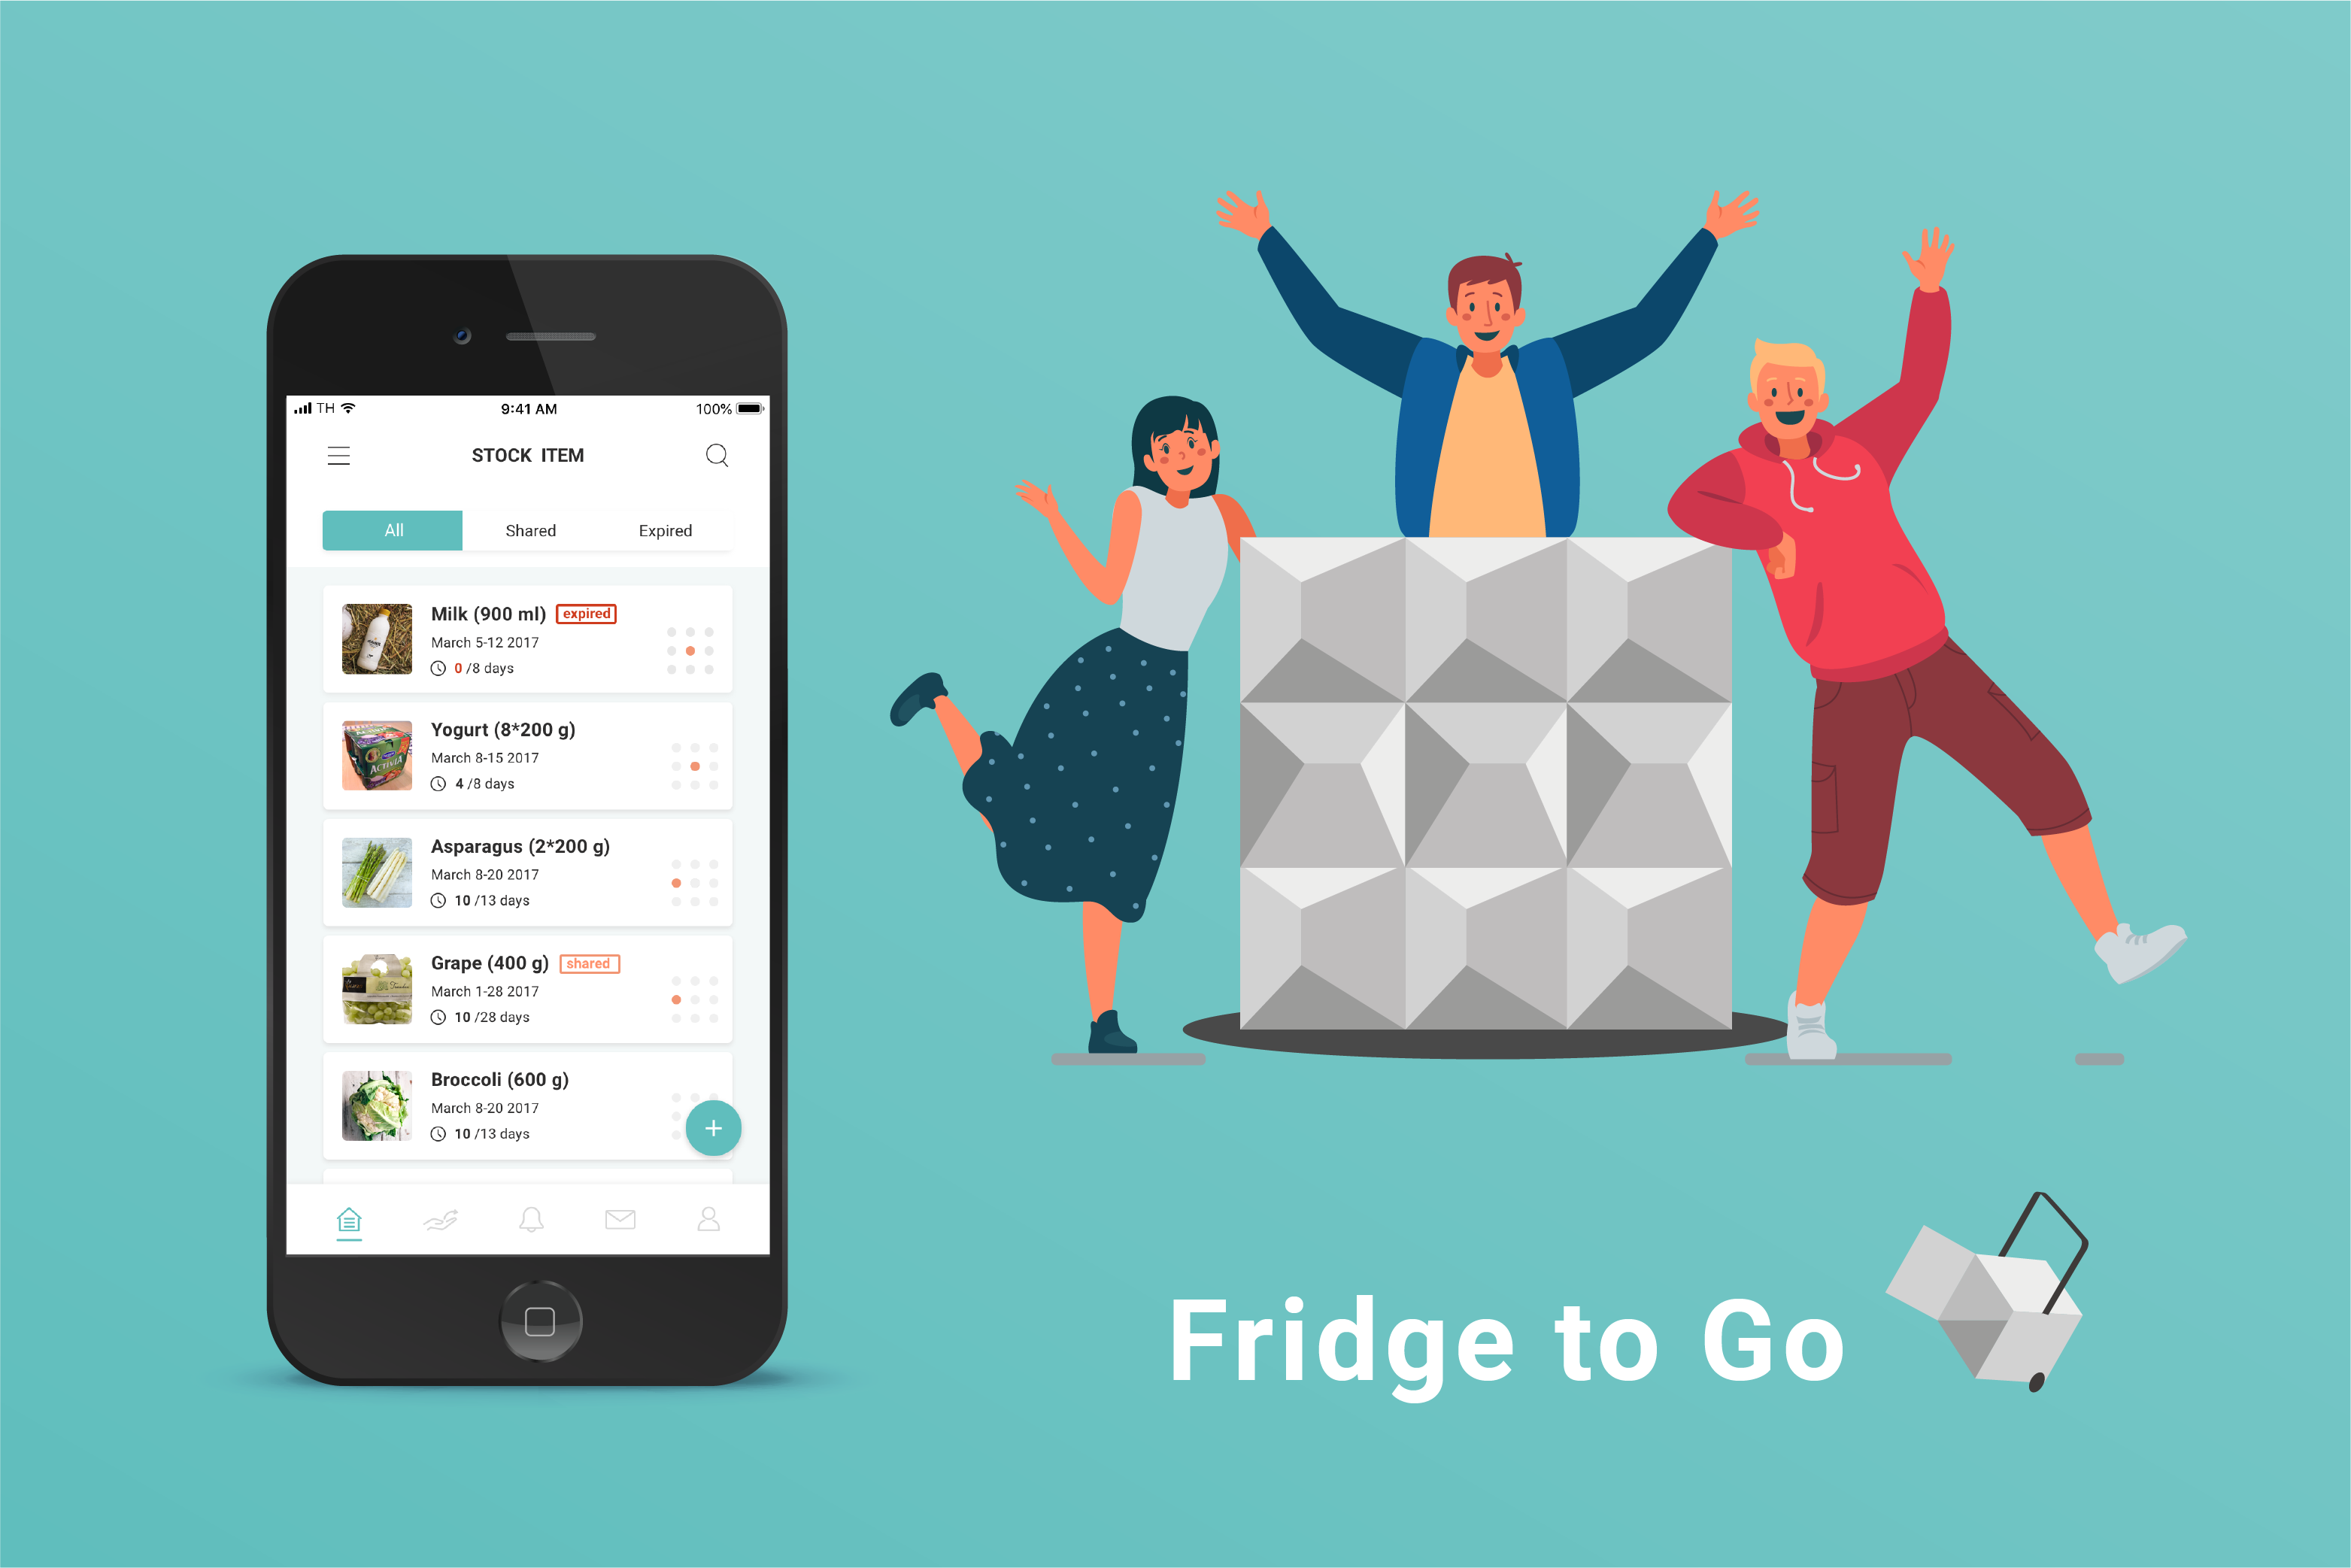 TH 9:41 AM 100%
STOCK ITEM
All Shared Expired
Milk (900 ml) expired
March 5-12 2017
0 /8 days
Yogurt (8*200 g)
March 8-15 2017
4 /8 days
ACTIVIA
Asparagus (2*200 g)
March 8-20 2017
10 /13 days
Grape (400 g) shared
March 1-28 2017
10 /28 days
Broccoli (600 g)
March 8-20 2017
10 /13 days
+
Fridge to Go